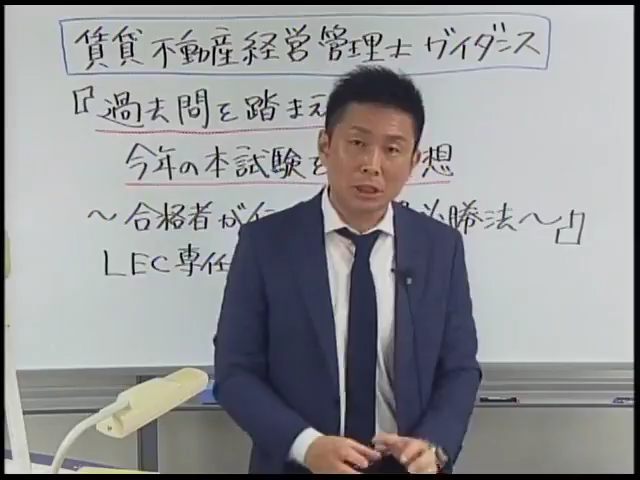 賃貸不動産経営管理士ガイダンス
『過去問を踏まえ
今年の本試験を 想
～合格者が行 必勝法～』
LEC専任